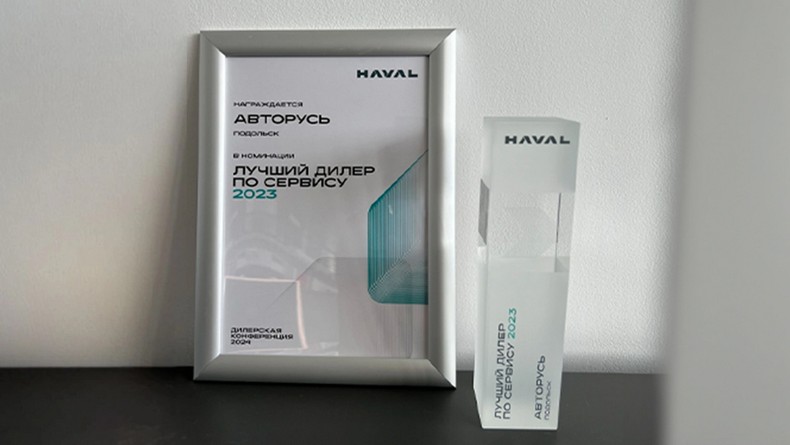 HAVAL
НАГРАЖДАЕТСЯ
АВТОРУСЬ
ПОДОЛЬСК
В НОМИНАЦИИ
ЛУЧШИЙ ДИЛЕР
ПО СЕРВИСУ
2023
ДИЛЕРСКАЯ
КОНФЕРЕНЦИЯ
2024
HAVAL
ЛУЧШИЙ ДИЛЕР
ПО СЕРВИСУ 2023
АВТОРУСЬ
ПОДОЛЬСК